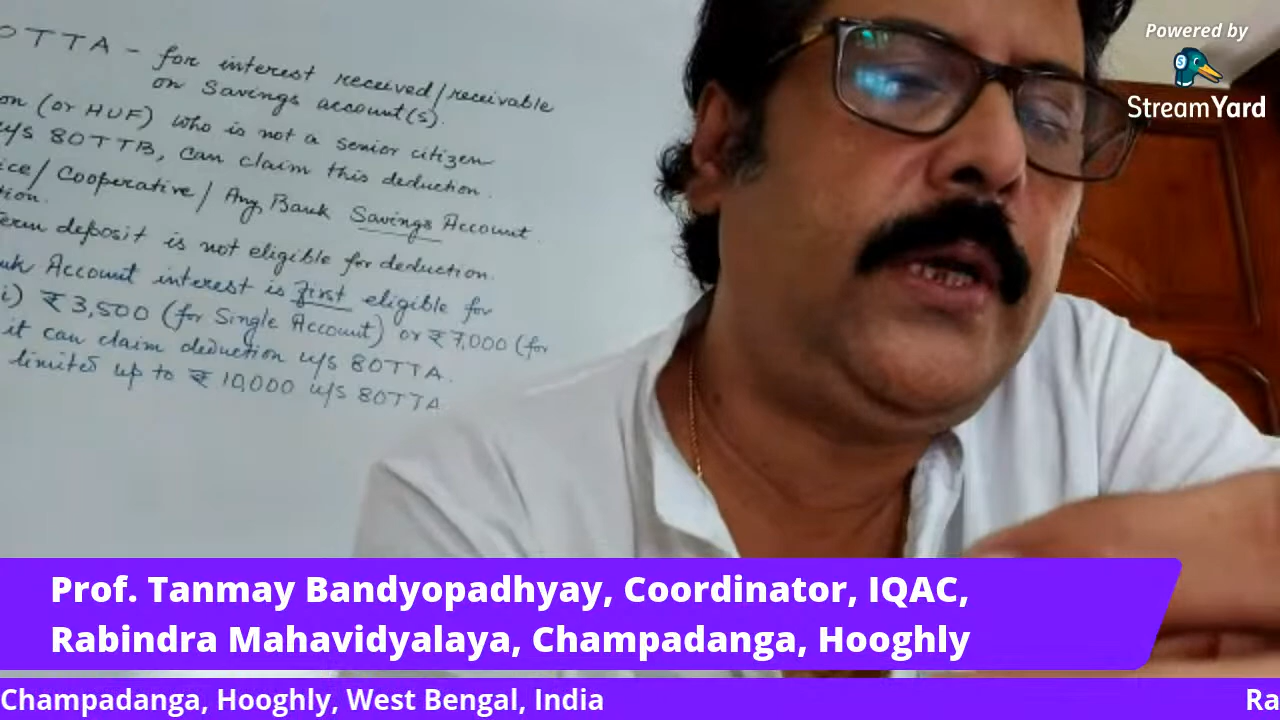 OTTA - for interest received/receivable
on Savings account(s).
on (or HUF) who is not a senior citizen
u/s 80TTB, can claim this deduction.
ice/ Cooperative/ Any Bank Savings Account.
tion.
Term deposit is not eligible for deduction.
nk Account interest is First eligible for
i) ₹3,500 (for Single Account) or ₹7,000 (for
it can claim deduction u/s 80TTA.
limited up to ₹ 10,000 u/s 80TTA
Powered by
StreamYard
Prof. Tanmay Bandyopadhyay, Coordinator, IQAC,
Rabindra Mahavidyalaya, Champadanga, Hooghly
Champadanga, Hooghly, West Bengal, India
Ra